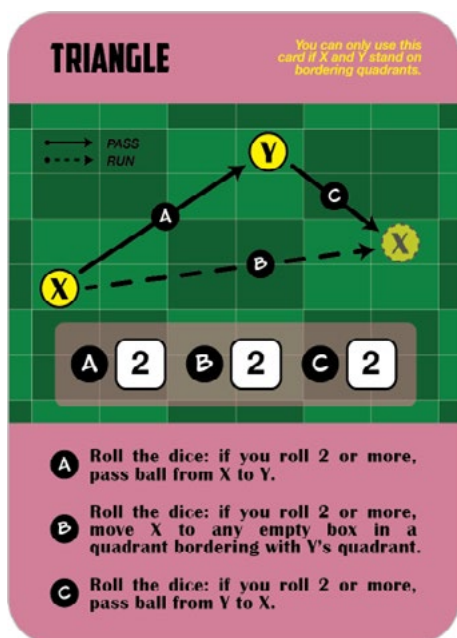 TRIANGLE
You can only use this
card if X and Y stand on
bordering quadrants.
PASS
RUN
Y
A
C
X
B
X
A 2 B 2 C 2
A Roll the dice: if you roll 2 or more,
pass ball from X to Y.
B Roll the dice: if you roll 2 or more,
move X to any empty box in a
quadrant bordering with Y's quadrant.
C Roll the dice: if you roll 2 or more,
pass ball from Y to X.